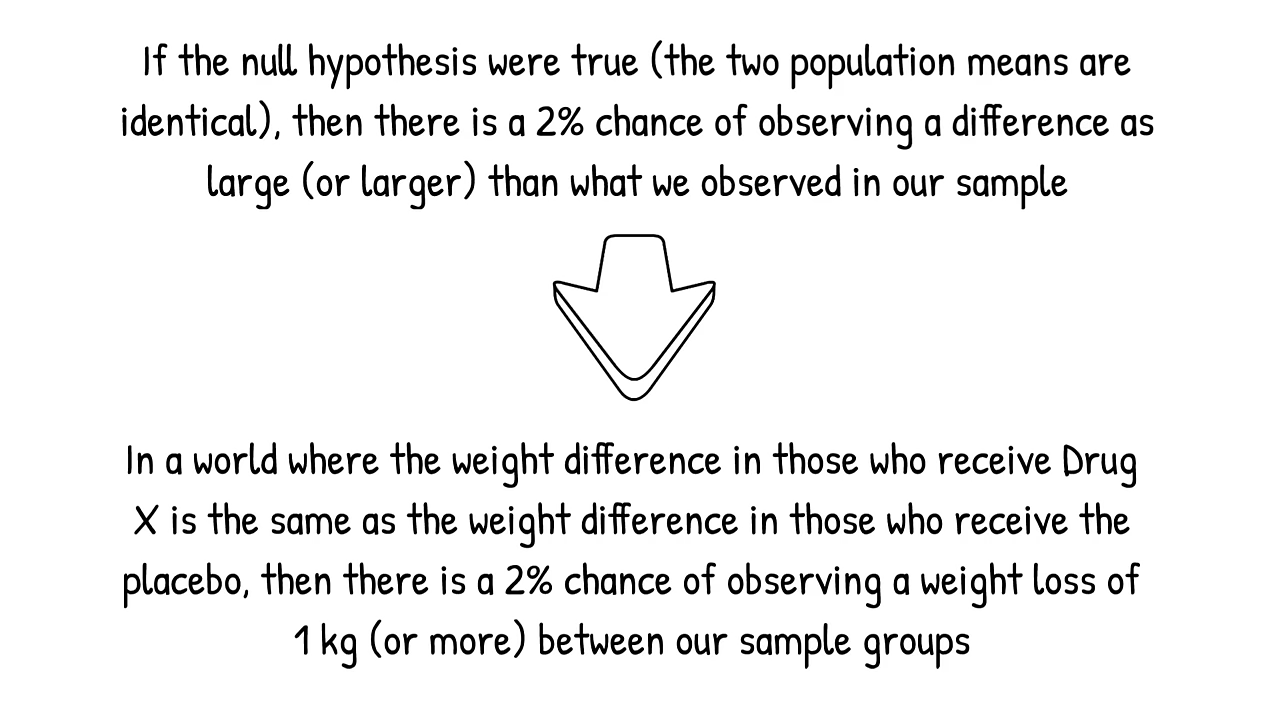 If the null hypothesis were true (the two population means are
identical), then there is a 2% chance of observing a difference as
large (or larger) than what we observed in our sample
In a world where the weight difference in those who receive Drug
X is the same as the weight difference in those who receive the
placebo, then there is a 2% chance of observing a weight loss of
1 kg (or more) between our sample groups